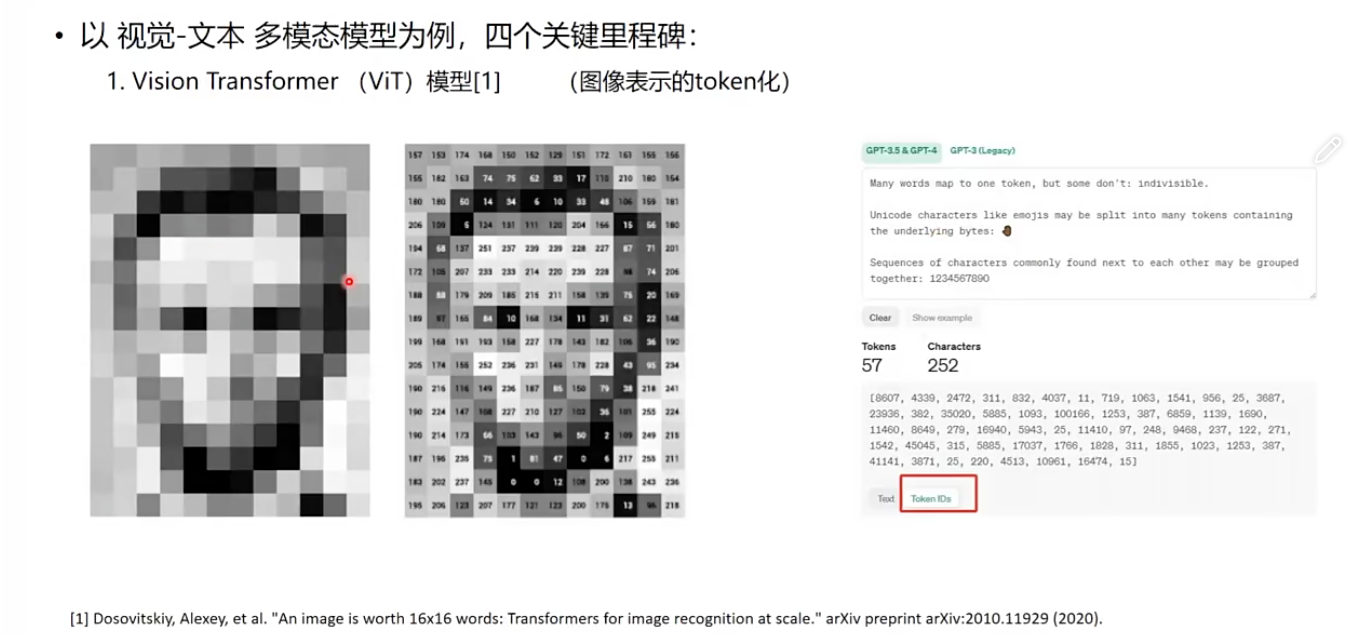 • 以 视觉-文本 多模态模型为例，四个关键里程碑：
1. Vision Transformer （ViT）模型[1] （图像表示的token化）
157 153 174 168 150 152 129 151 172 161 155 156
155 182 163 74 75 62 33 17 110 210 180 154
180 180 50 14 34 6 10 33 48 106 159 181
206 109 5 124 131 111 120 204 166 15 56 180
194 68 137 251 237 239 239 228 227 87 71 201
172 105 207 233 233 214 220 239 228 98 74 206
188 88 179 209 185 215 211 158 139 75 20 169
189 97 165 84 10 168 134 11 31 62 22 148
199 168 191 193 158 227 178 143 182 106 36 190
205 174 155 252 236 231 149 178 228 43 95 234
190 216 116 149 236 187 86 150 79 38 218 241
190 224 147 108 227 210 127 102 36 101 255 224
190 214 173 66 103 143 96 50 2 109 249 215
187 196 235 75 1 81 47 0 6 217 255 211
183 202 237 145 0 0 12 108 200 138 243 236
195 206 123 207 177 121 123 200 175 13 96 218
GPT-3.5 & GPT-4 GPT-3 (Legacy)
Many words map to one token, but some don't: indivisible.
Unicode characters like emojis may be split into many tokens containing
the underlying bytes: 🤚🏾
Sequences of characters commonly found next to each other may be grouped
together: 1234567890
Clear Show example
Tokens Characters
57 252
[8607, 4339, 2472, 311, 832, 4037, 11, 719, 1063, 1541, 956, 25, 3687,
23936, 382, 35020, 5885, 1093, 100166, 1253, 387, 6859, 1139, 1690,
11460, 8649, 279, 16940, 5943, 25, 11410, 97, 248, 9468, 237, 122, 271,
1542, 45045, 315, 5885, 17037, 1766, 1828, 311, 1855, 1023, 1253, 387,
41141, 3871, 25, 220, 4513, 10961, 16474, 15]
Text Token IDs
[1] Dosovitskiy, Alexey, et al. "An image is worth 16x16 words: Transformers for image recognition at scale." arXiv preprint arXiv:2010.11929 (2020).